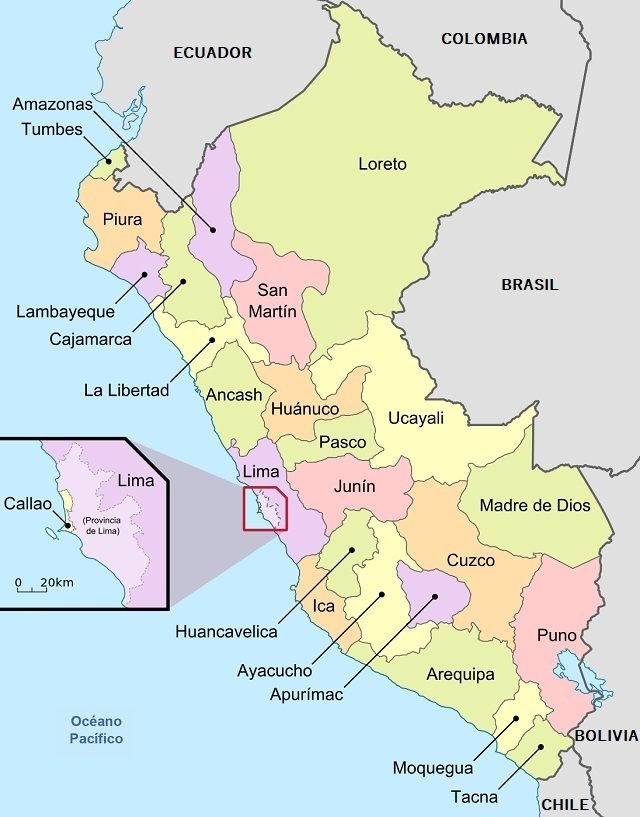 COLOMBIA
ECUADOR
Amazonas
Tumbes
Loreto
Piura
BRASIL
San
Martín
Lambayeque
Cajamarca
La Libertad
Ancash
Huánuco
Ucayali
Pasco
Lima
Lima
Junín
Callao
(Provincia
de Lima)
Madre de Dios
Cuzco
0 20km
Ica
Huancavelica
Puno
Ayacucho
Arequipa
Apurímac
Océano
Pacífico
BOLIVIA
Moquegua
Tacna
CHILE